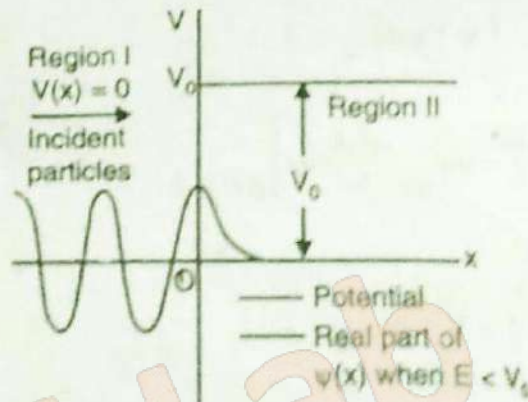 V
Region I
V(x) = 0
Incident
particles
V₀
Region II
V₀
x
O
Potential
Real part of
ψ(x) when E < V₀